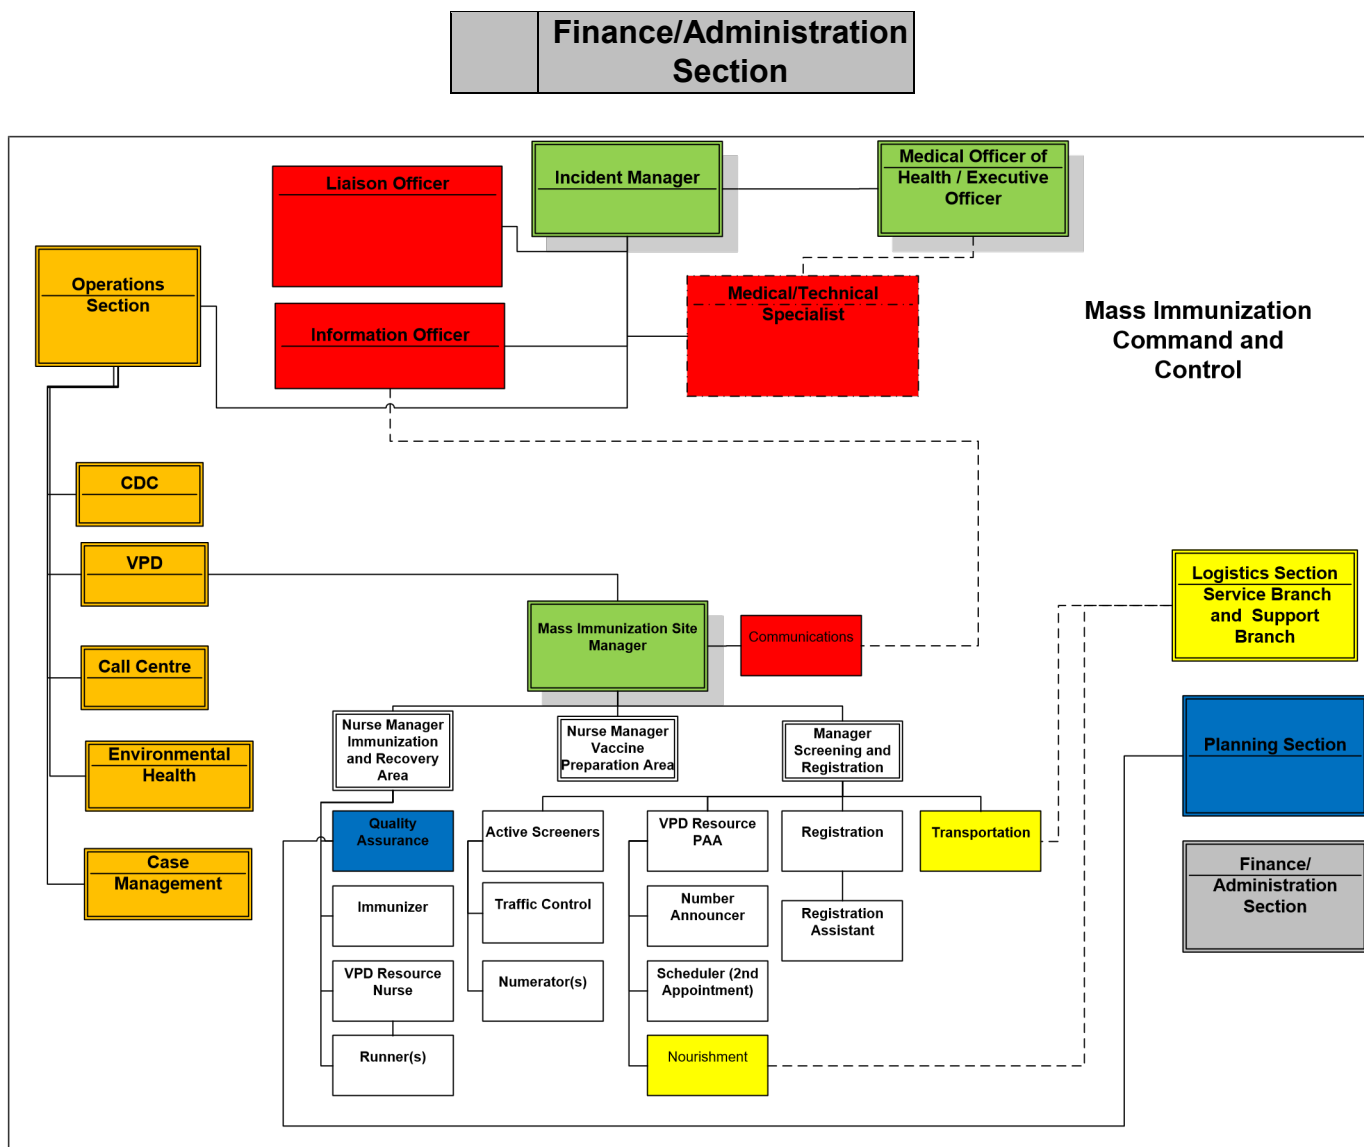 Finance/Administration
Section
Incident Manager
Medical Officer of
Health / Executive
Officer
Liaison Officer
Operations
Section
Medical/Technical
Specialist
Information Officer
Mass Immunization
Command and
Control
CDC
VPD
Call Centre
Environmental
Health
Case
Management
Mass Immunization Site
Manager
Communications
Logistics Section
Service Branch
and Support
Branch
Planning Section
Finance/
Administration
Section
Nurse Manager
Immunization
and Recovery
Area
Nurse Manager
Vaccine
Preparation Area
Manager
Screening and
Registration
Quality
Assurance
Active Screeners
VPD Resource
PAA
Registration
Transportation
Immunizer
Traffic Control
Number
Announcer
Registration
Assistant
VPD Resource
Nurse
Numerator(s)
Scheduler (2nd
Appointment)
Runner(s)
Nourishment